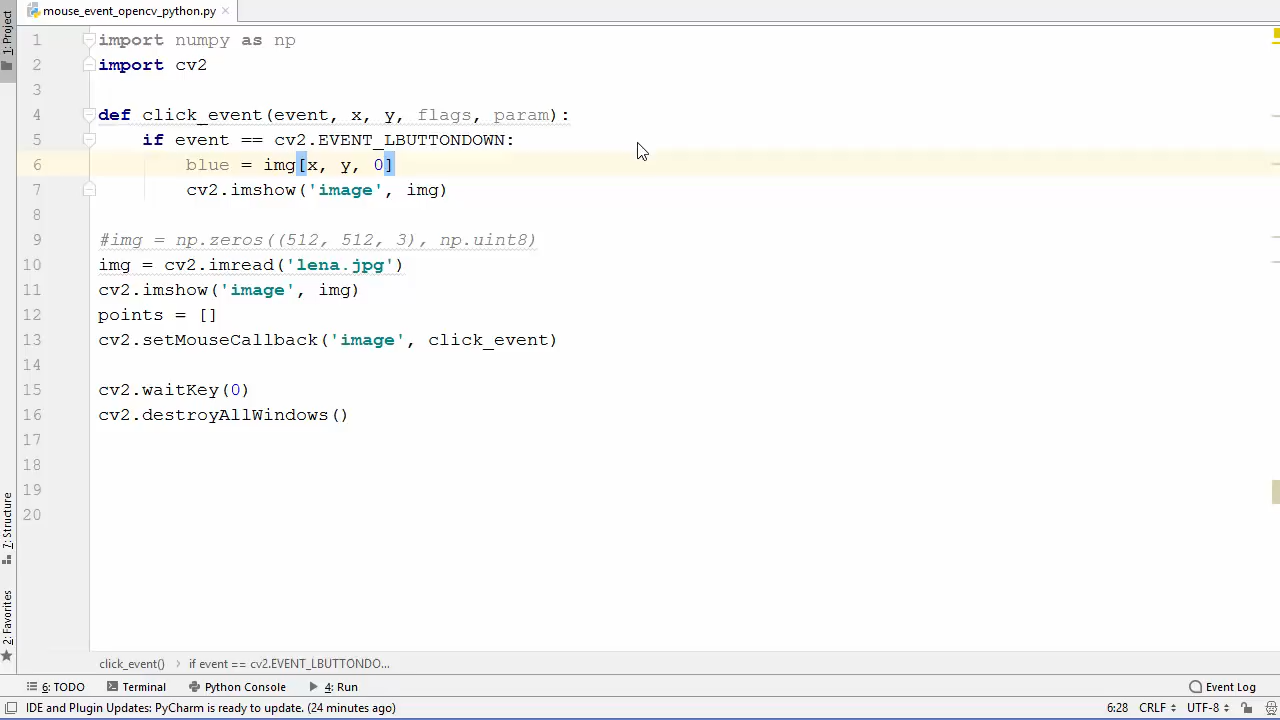 mouse_event_opencv_python.py
1: Project
1 import numpy as np
2 import cv2
3
4 def click_event(event, x, y, flags, param):
5 if event == cv2.EVENT_LBUTTONDOWN:
6 blue = img[x, y, 0]
7 cv2.imshow('image', img)
8
9 #img = np.zeros((512, 512, 3), np.uint8)
10 img = cv2.imread('lena.jpg')
11 cv2.imshow('image', img)
12 points = []
13 cv2.setMouseCallback('image', click_event)
14
15 cv2.waitKey(0)
16 cv2.destroyAllWindows()
17
18
19
20
7: Structure
2: Favorites
click_event() › if event == cv2.EVENT_LBUTTONDO...
6: TODO Terminal Python Console 4: Run Event Log
IDE and Plugin Updates: PyCharm is ready to update. (24 minutes ago) 6:28 CRLF UTF-8